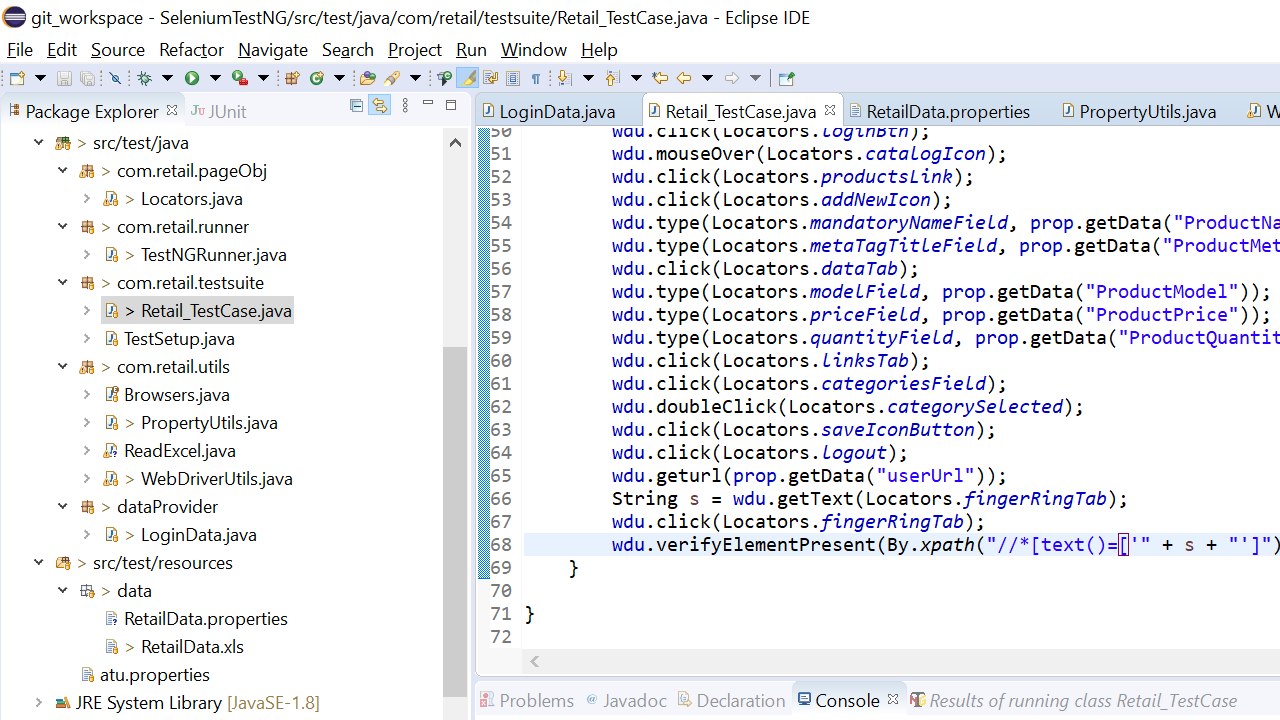 git_workspace - SeleniumTestNG/src/test/java/com/retail/testsuite/Retail_TestCase.java - Eclipse IDE
File Edit Source Refactor Navigate Search Project Run Window Help
Package Explorer JUnit
> src/test/java
> com.retail.pageObj
> Locators.java
> com.retail.runner
> TestNGRunner.java
> com.retail.testsuite
> Retail_TestCase.java
TestSetup.java
> com.retail.utils
Browsers.java
> PropertyUtils.java
ReadExcel.java
> WebDriverUtils.java
> dataProvider
> LoginData.java
> src/test/resources
> data
RetailData.properties
> RetailData.xls
atu.properties
JRE System Library [JavaSE-1.8]
LoginData.java Retail_TestCase.java RetailData.properties PropertyUtils.java W
50 wdu.click(Locators.loginBtn);
51 wdu.mouseOver(Locators.catalogIcon);
52 wdu.click(Locators.productsLink);
53 wdu.click(Locators.addNewIcon);
54 wdu.type(Locators.mandatoryNameField, prop.getData("ProductNa
55 wdu.type(Locators.metaTagTitleField, prop.getData("ProductMet
56 wdu.click(Locators.dataTab);
57 wdu.type(Locators.modelField, prop.getData("ProductModel"));
58 wdu.type(Locators.priceField, prop.getData("ProductPrice"));
59 wdu.type(Locators.quantityField, prop.getData("ProductQuantit
60 wdu.click(Locators.linksTab);
61 wdu.click(Locators.categoriesField);
62 wdu.doubleClick(Locators.categorySelected);
63 wdu.click(Locators.saveIconButton);
64 wdu.click(Locators.logout);
65 wdu.geturl(prop.getData("userUrl"));
66 String s = wdu.getText(Locators.fingerRingTab);
67 wdu.click(Locators.fingerRingTab);
68 wdu.verifyElementPresent(By.xpath("//*[text()=['" + s + "']")
69 }
70
71 }
72
Problems @ Javadoc Declaration Console Results of running class Retail_TestCase